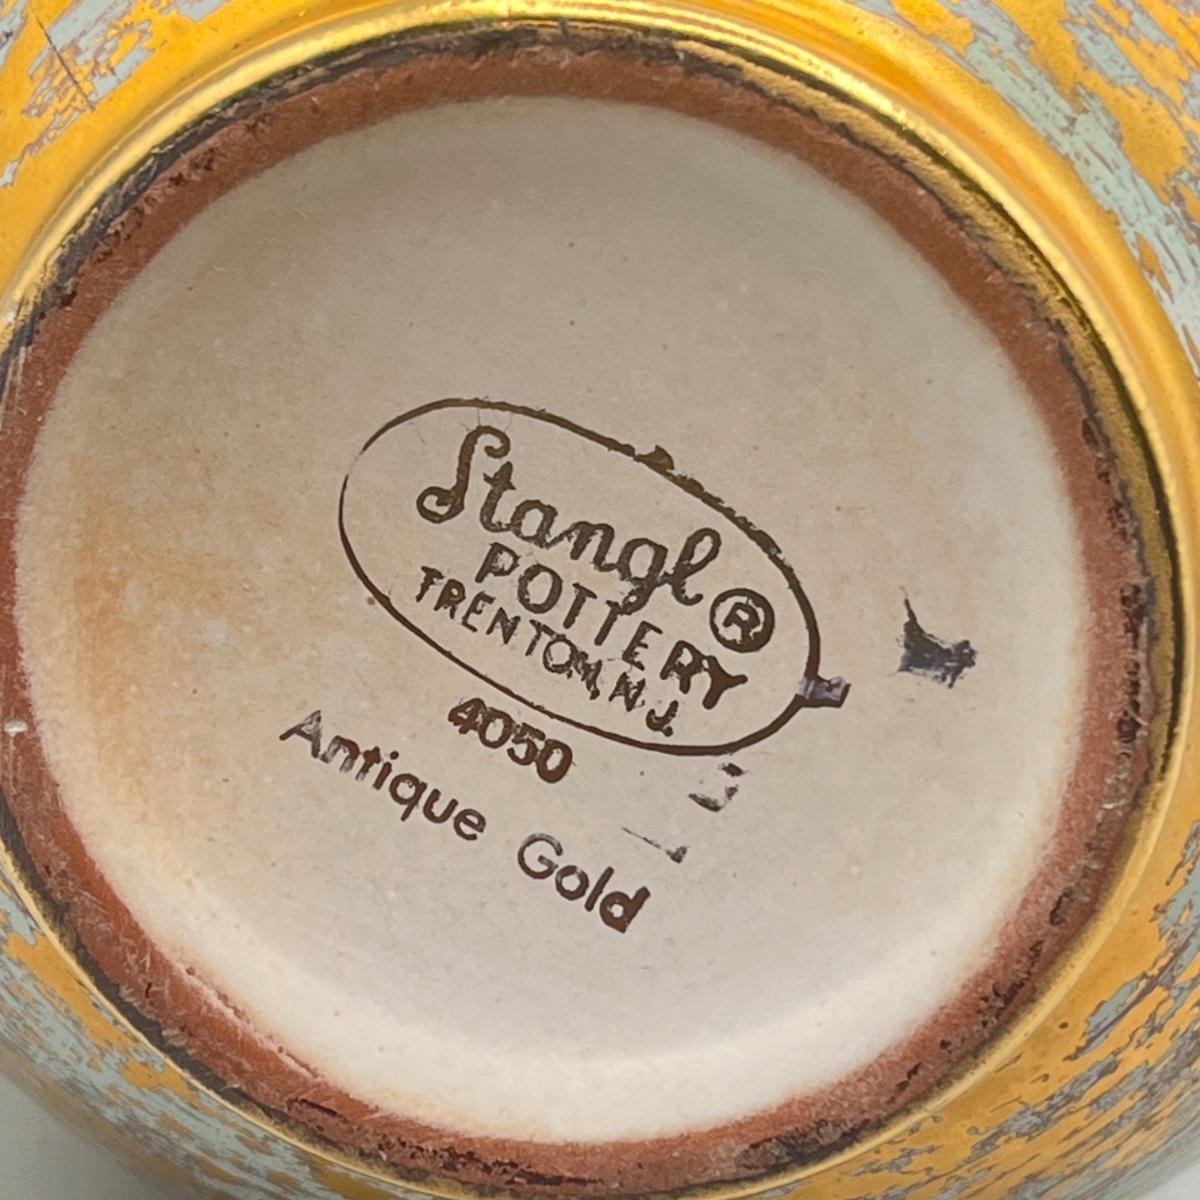 Stangl®
POTTERY
TRENTON, N.J.
4050
Antique Gold